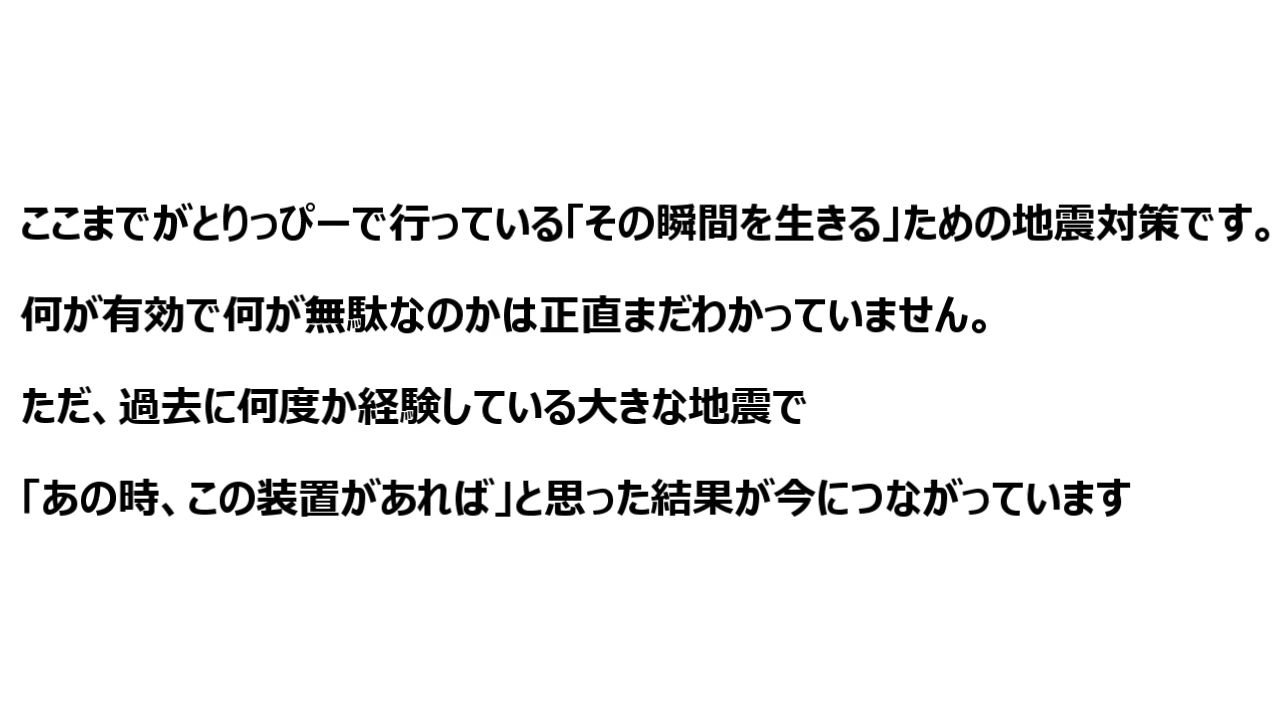 ここまでがとりっぴーで行っている「その瞬間を生きる」ための地震対策です。
何が有効で何が無駄なのかは正直まだわかっていません。
ただ、過去に何度か経験している大きな地震で
「あの時、この装置があれば」と思った結果が今につながっています